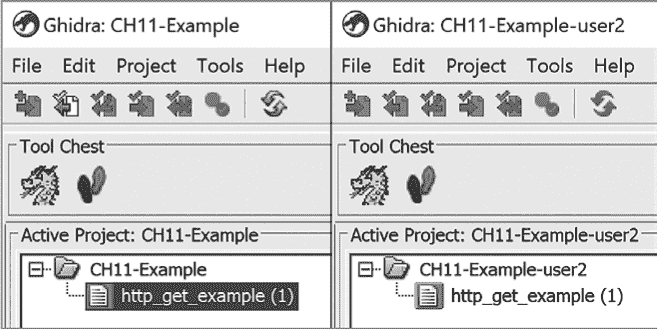 Ghidra: CH11-Example
File Edit Project Tools Help
Tool Chest
Active Project: CH11-Example
CH11-Example
http_get_example (1)
Ghidra: CH11-Example-user2
File Edit Project Tools Help
Tool Chest
Active Project: CH11-Example-user2
CH11-Example-user2
http_get_example (1)